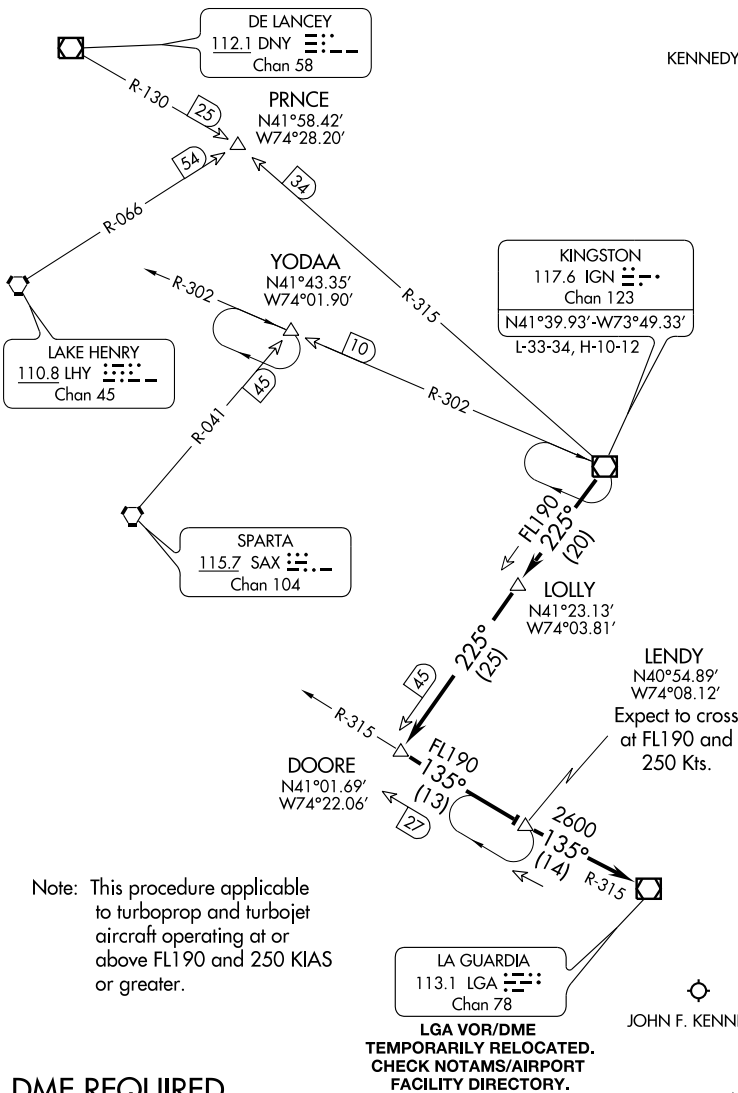 DE LANCEY
112.1 DNY
Chan 58
KENNEDY
R-130
25
PRNCE
N41°58.42′
W74°28.20′
54
34
R-066
YODAA
N41°43.35′
W74°01.90′
R-302
R-315
KINGSTON
117.6 IGN
Chan 123
N41°39.93′-W73°49.33′
L-33-34, H-10-12
LAKE HENRY
110.8 LHY
Chan 45
10
45
R-302
R-041
FL190
225°
(20)
SPARTA
115.7 SAX
Chan 104
LOLLY
N41°23.13′
W74°03.81′
225°
(25)
45
LENDY
N40°54.89′
W74°08.12′
Expect to cross
at FL190 and
250 Kts.
R-315
DOORE
N41°01.69′
W74°22.06′
FL190
135°
(13)
27
2600
135°
(14)
R-315
Note: This procedure applicable
to turboprop and turbojet
aircraft operating at or
above FL190 and 250 KIAS
or greater.
LA GUARDIA
113.1 LGA
Chan 78
JOHN F. KENN
LGA VOR/DME
TEMPORARILY RELOCATED.
CHECK NOTAMS/AIRPORT
FACILITY DIRECTORY.
DME REQUIRED